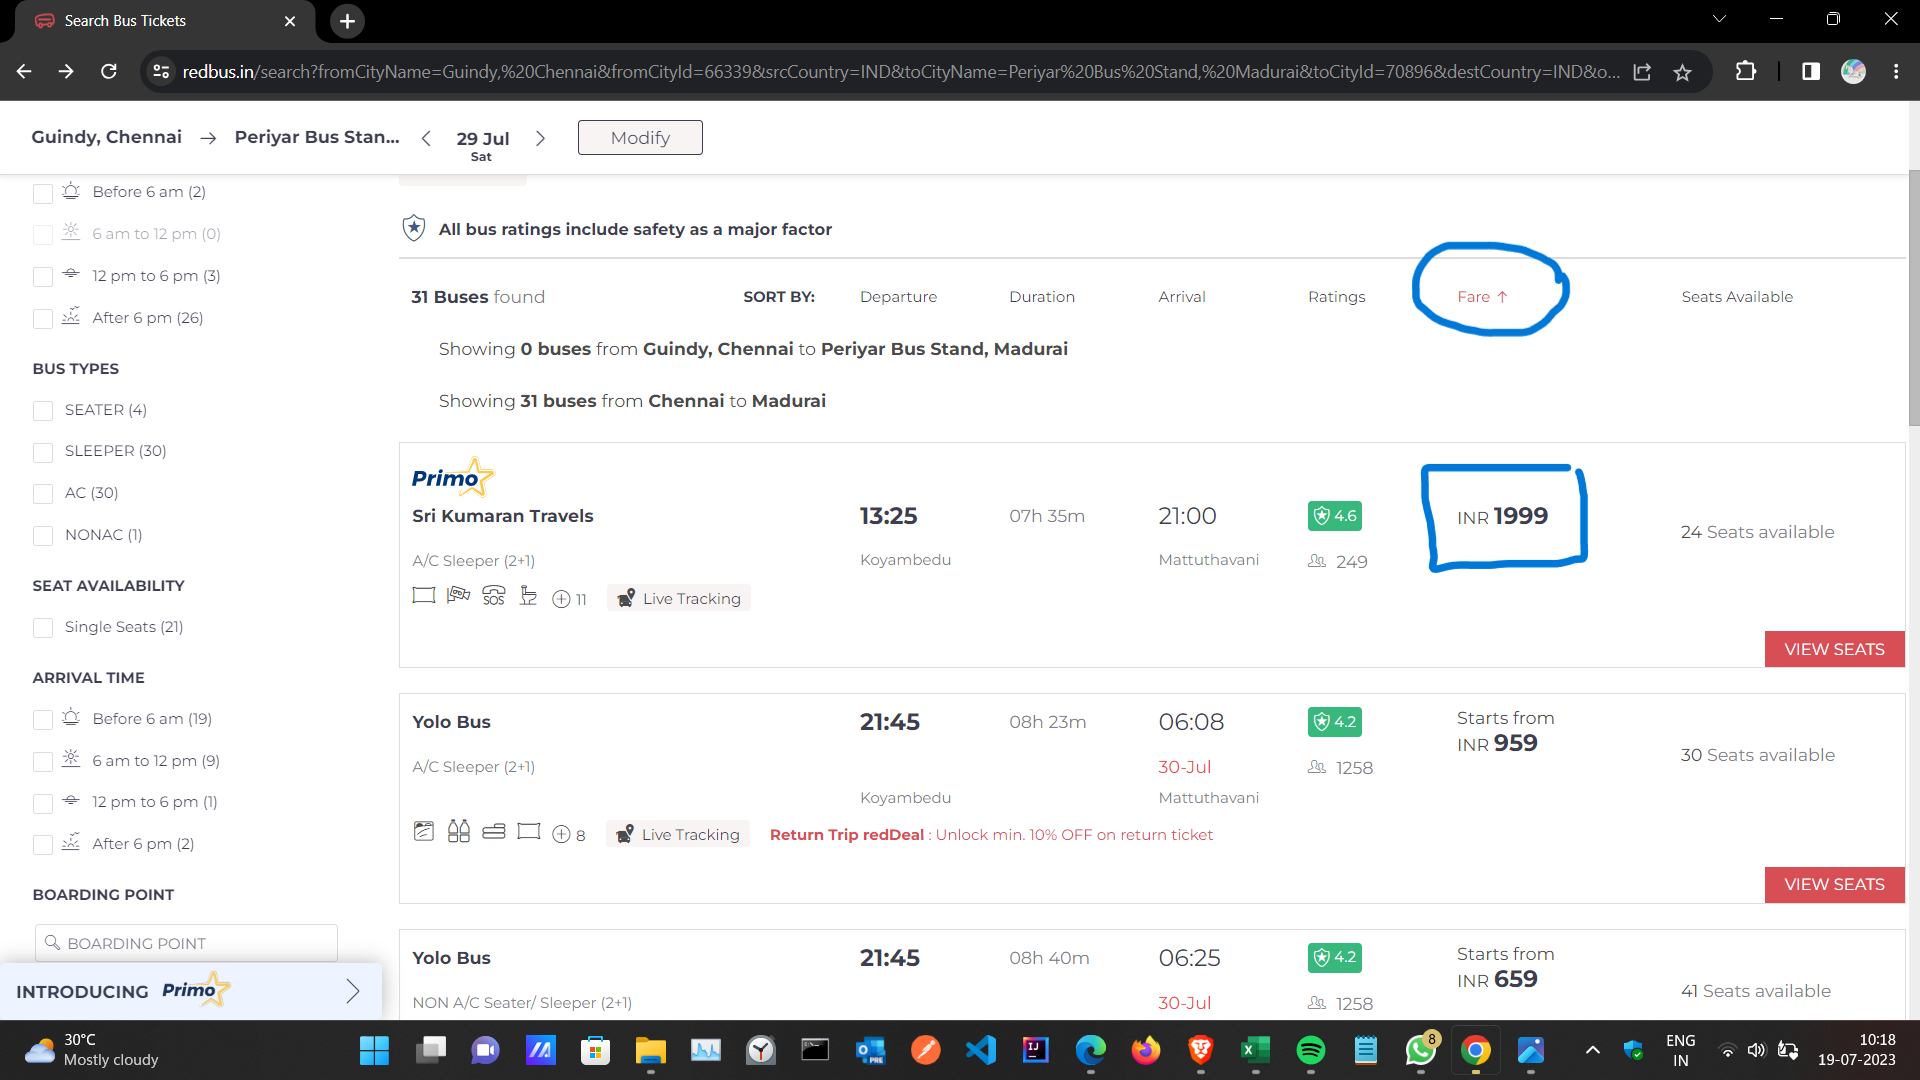 Search Bus Tickets
redbus.in/search?fromCityName=Guindy,%20Chennai&fromCityId=66339&srcCountry=IND&toCityName=Periyar%20Bus%20Stand,%20Madurai&toCityId=70896&destCountry=IND&o...
Guindy, Chennai → Periyar Bus Stan... < 29 Jul > Modify
Sat
Before 6 am (2)
6 am to 12 pm (0)
12 pm to 6 pm (3)
After 6 pm (26)
BUS TYPES
SEATER (4)
SLEEPER (30)
AC (30)
NONAC (1)
SEAT AVAILABILITY
Single Seats (21)
ARRIVAL TIME
Before 6 am (19)
6 am to 12 pm (9)
12 pm to 6 pm (1)
After 6 pm (2)
BOARDING POINT
BOARDING POINT
INTRODUCING Primo
All bus ratings include safety as a major factor
31 Buses found SORT BY: Departure Duration Arrival Ratings Fare ↑ Seats Available
Showing 0 buses from Guindy, Chennai to Periyar Bus Stand, Madurai
Showing 31 buses from Chennai to Madurai
Primo
Sri Kumaran Travels 13:25 07h 35m 21:00 4.6 INR 1999 24 Seats available
A/C Sleeper (2+1) Koyambedu Mattuthavani 249
SOS 11 Live Tracking
VIEW SEATS
Yolo Bus 21:45 08h 23m 06:08 4.2 Starts from
INR 959
30 Seats available
A/C Sleeper (2+1) 30-Jul 1258
Koyambedu Mattuthavani
8 Live Tracking Return Trip redDeal : Unlock min. 10% OFF on return ticket
VIEW SEATS
Yolo Bus 21:45 08h 40m 06:25 4.2 Starts from
INR 659
41 Seats available
NON A/C Seater/ Sleeper (2+1) 30-Jul 1258
30°C
Mostly cloudy
PRE
IJ
8
ENG
IN
10:18
19-07-2023